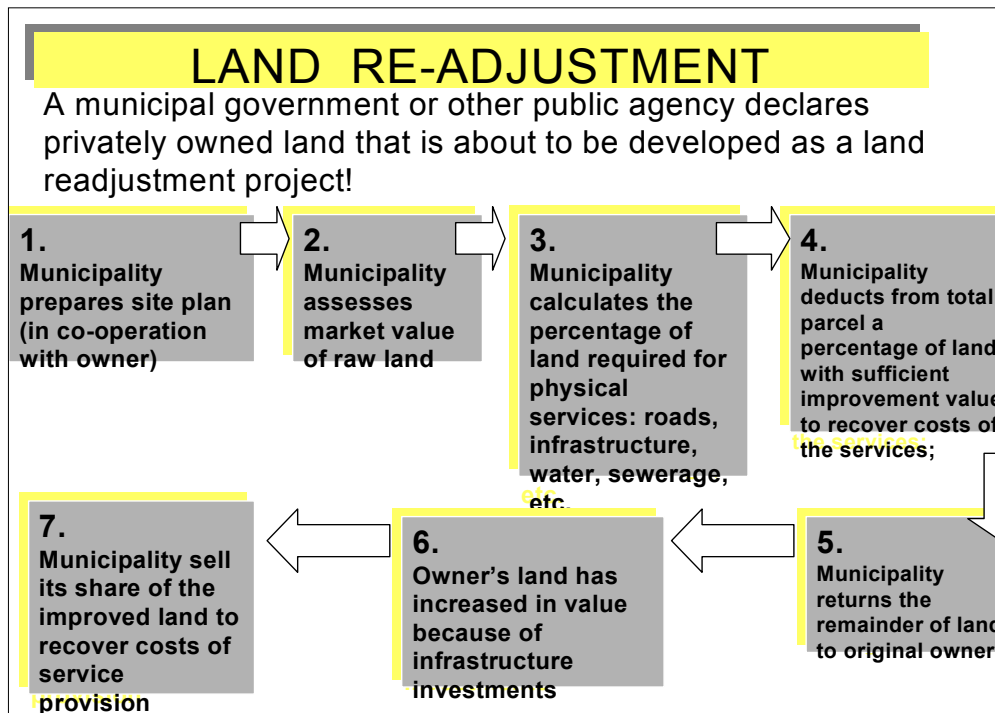 LAND RE-ADJUSTMENT
A municipal government or other public agency declares
privately owned land that is about to be developed as a land
readjustment project!
1.
Municipality
prepares site plan
(in co-operation
with owner)
2.
Municipality
assesses
market value
of raw land
3.
Municipality
calculates the
percentage of
land required for
physical
services: roads,
infrastructure,
water, sewerage,
etc.
4.
Municipality
deducts from total
parcel a
percentage of land
with sufficient
improvement value
to recover costs of
the services;
5.
Municipality
returns the
remainder of land
to original owner
6.
Owner's land has
increased in value
because of
infrastructure
investments
7.
Municipality sell
its share of the
improved land to
recover costs of
service
provision